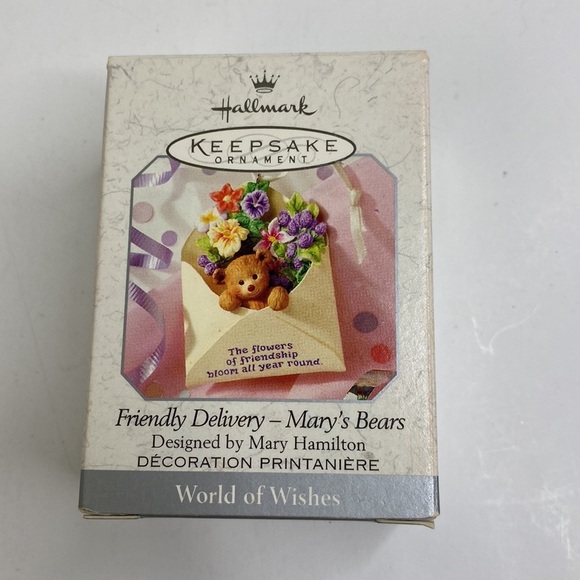 Hallmark
KEEPSAKE
ORNAMENT
The flowers
of friendship
bloom all year round.
Friendly Delivery – Mary's Bears
Designed by Mary Hamilton
DÉCORATION PRINTANIÈRE
World of Wishes